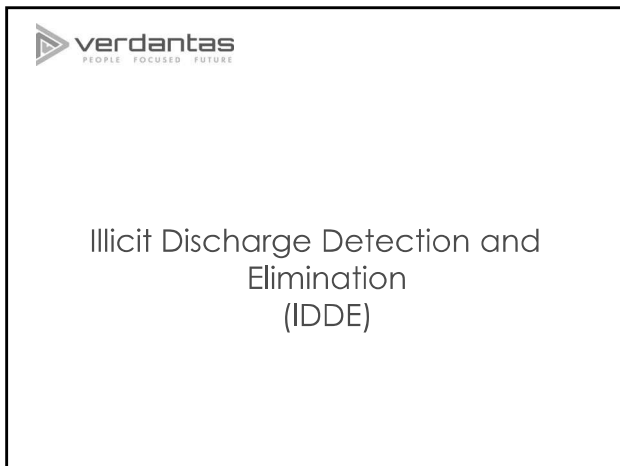 verdantas
PEOPLE FOCUSED FUTURE
Illicit Discharge Detection and
Elimination
(IDDE)